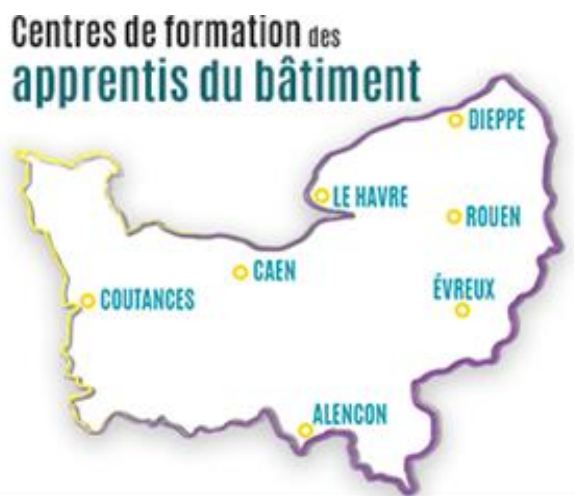 Centres de formation des
apprentis du bâtiment
DIEPPE
LE HAVRE
ROUEN
CAEN
ÉVREUX
COUTANCES
ALENCON